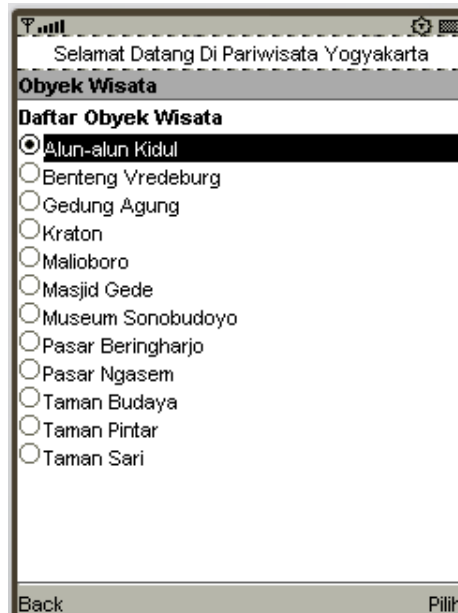 Selamat Datang Di Pariwisata Yogyakarta
Obyek Wisata
Daftar Obyek Wisata
Alun-alun Kidul
Benteng Vredeburg
Gedung Agung
Kraton
Malioboro
Masjid Gede
Museum Sonobudoyo
Pasar Beringharjo
Pasar Ngasem
Taman Budaya
Taman Pintar
Taman Sari
Back Pilih